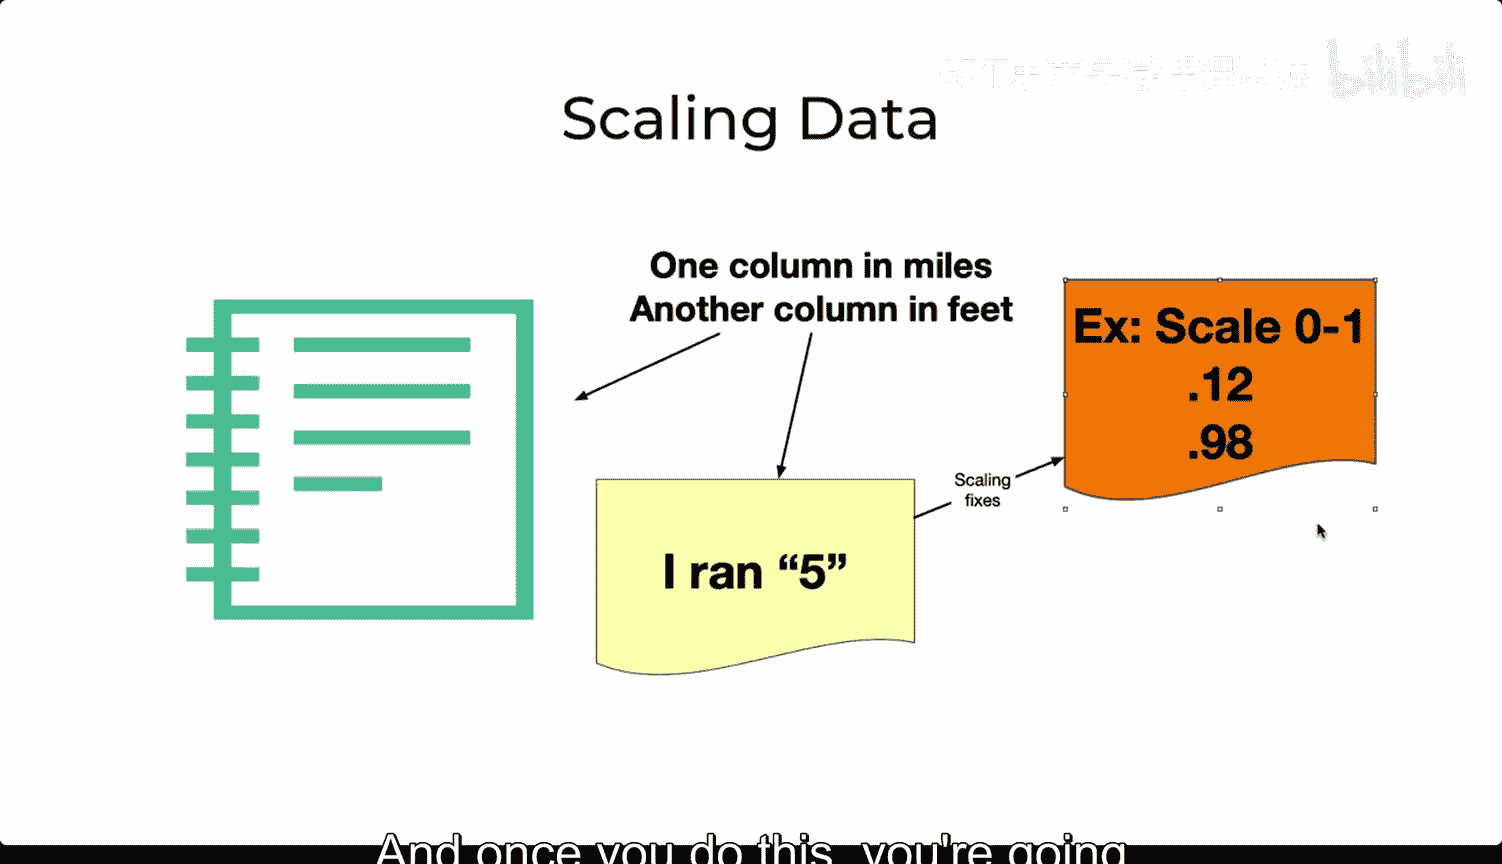 bilibili
Scaling Data
One column in miles
Another column in feet
Ex: Scale 0-1
.12
.98
Scaling
fixes
I ran “5”
And once you do this, you're going